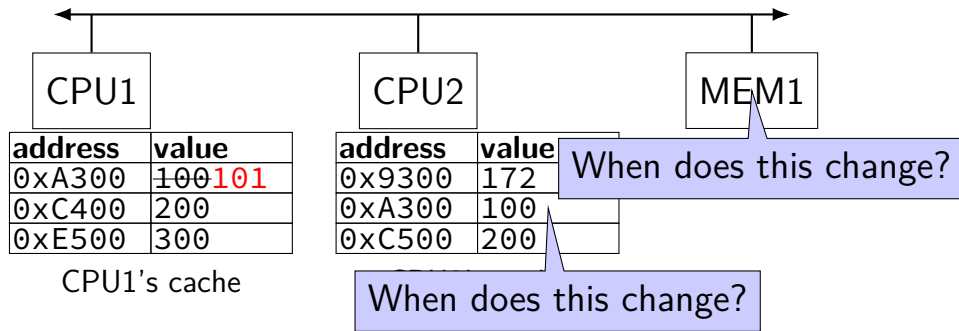 CPU1 CPU2 MEM1
address value address value
When does this change?
0xA300 100101 0x9300 172
0xC400 200 0xA300 100
0xE500 300 0xC500 200
CPU1's cache
When does this change?